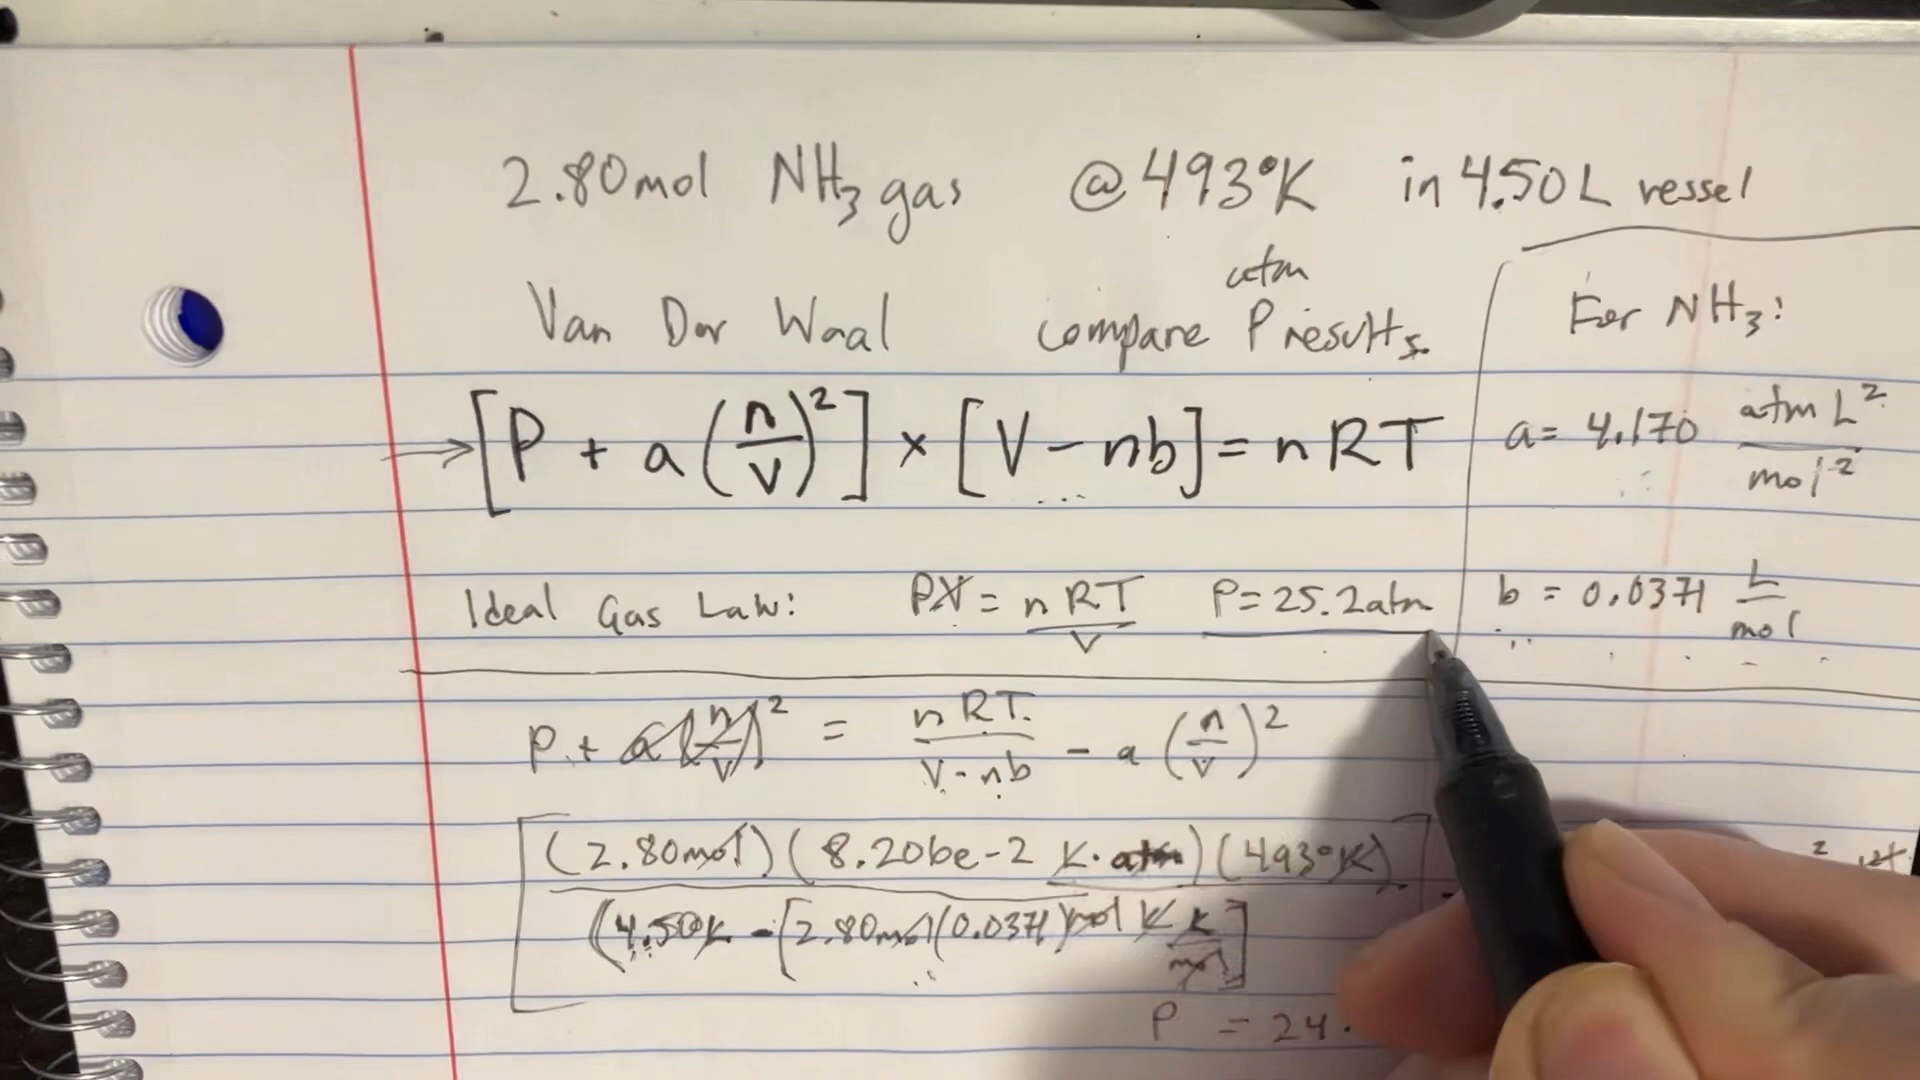 2.80mol NH₃ gas @ 493°K in 4.50L vessel
atm
Van Der Waal compare P results.
[P + a(n/V)²] × [V - nb] = nRT
For NH₃:
a = 4.170 atm L²/mol²
b = 0.0371 L/mol
Ideal Gas Law: PV = nRT/V P = 25.2atm
P + a(n/V)² = nRT/V-nb - a(n/V)²
(2.80mol)(8.206e-2 L·atm)(493°K)
(4.50L - [2.80mol(0.0371) mol K L/mol]
P = 24.